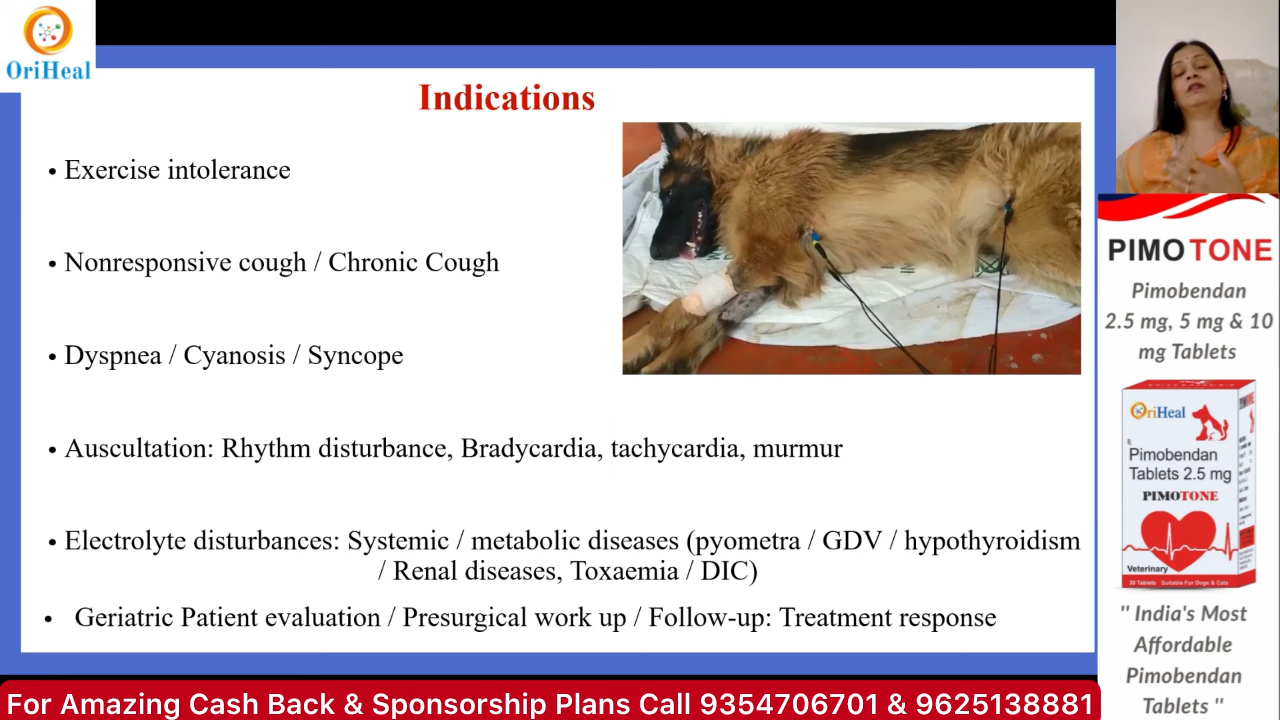 OriHeal
Indications
• Exercise intolerance
• Nonresponsive cough / Chronic Cough
• Dyspnea / Cyanosis / Syncope
• Auscultation: Rhythm disturbance, Bradycardia, tachycardia, murmur
• Electrolyte disturbances: Systemic / metabolic diseases (pyometra / GDV / hypothyroidism
/ Renal diseases, Toxaemia / DIC)
• Geriatric Patient evaluation / Presurgical work up / Follow-up: Treatment response
PIMOTONE
Pimobendan
2.5 mg, 5 mg & 10
mg Tablets
OriHeal
Pimobendan
Tablets 2.5 mg
PIMOTONE
Veterinary
30 Tablets Suitable For Dogs & Cats
" India's Most
Affordable
Pimobendan
Tablets "
For Amazing Cash Back & Sponsorship Plans Call 9354706701 & 9625138881